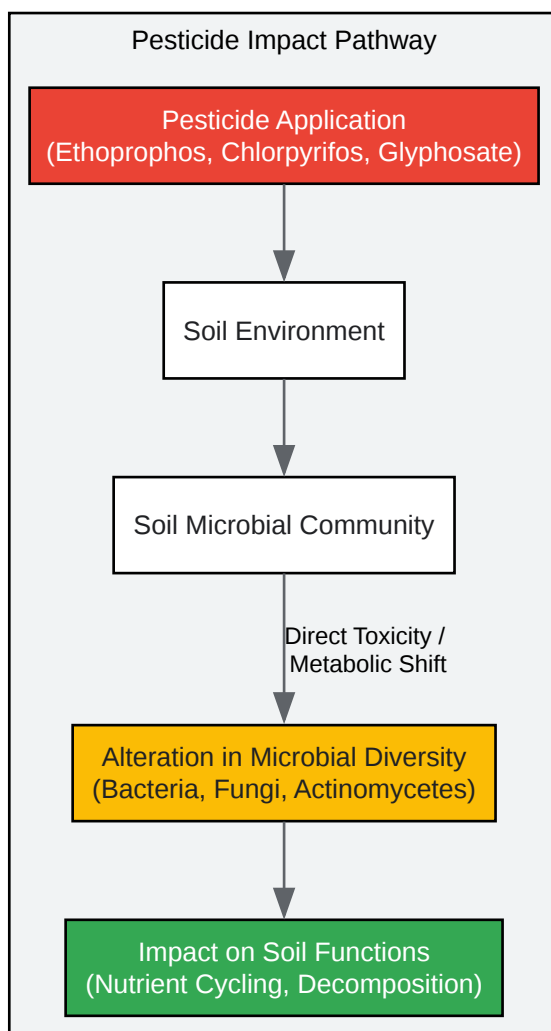 Pesticide Impact Pathway
Pesticide Application
(Ethoprophos, Chlorpyrifos, Glyphosate)
Soil Environment
Soil Microbial Community
Direct Toxicity /
Metabolic Shift
Alteration in Microbial Diversity
(Bacteria, Fungi, Actinomycetes)
Impact on Soil Functions
(Nutrient Cycling, Decomposition)